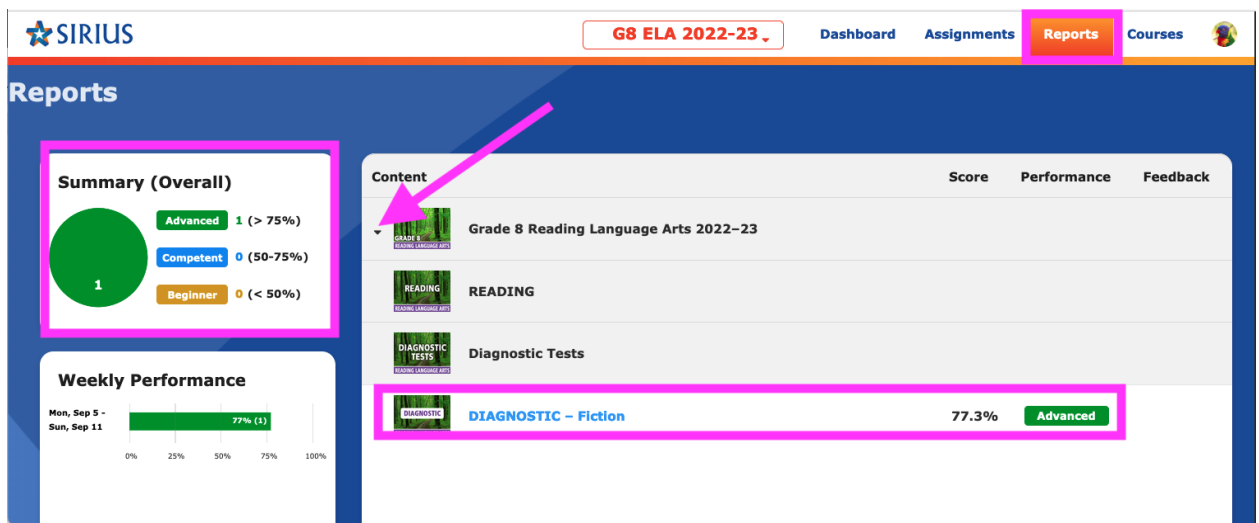 SIRIUS
G8 ELA 2022-23
Dashboard
Assignments
Reports
Courses
Reports
Summary (Overall)
Advanced 1 (> 75%)
Competent 0 (50-75%)
Beginner 0 (< 50%)
1
Weekly Performance
Mon, Sep 5 -
Sun, Sep 11
77% (1)
0% 25% 50% 75% 100%
Content Score Performance Feedback
GRADE 8
READING LANGUAGE ARTS
Grade 8 Reading Language Arts 2022–23
READING
READING LANGUAGE ARTS
READING
DIAGNOSTIC
TESTS
READING LANGUAGE ARTS
Diagnostic Tests
DIAGNOSTIC
DIAGNOSTIC – Fiction 77.3% Advanced